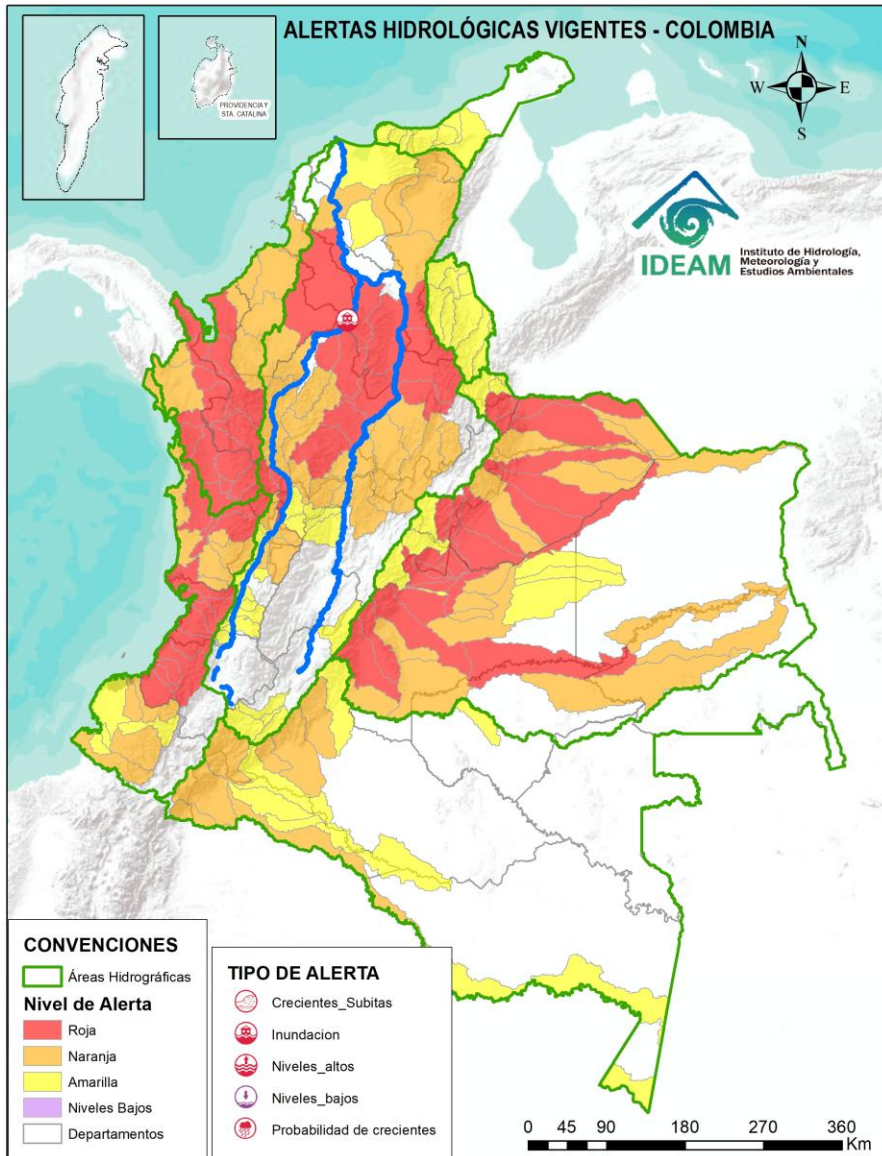 ALERTAS HIDROLÓGICAS VIGENTES - COLOMBIA
PROVIDENCIA Y
STA. CATALINA
N
W
E
S
IDEAM
Instituto de Hidrología,
Meteorología y
Estudios Ambientales
CONVENCIONES
Áreas Hidrográficas
Nivel de Alerta
Roja
Naranja
Amarilla
Niveles Bajos
Departamentos
TIPO DE ALERTA
Crecientes_Subitas
Inundacion
Niveles_altos
Niveles_bajos
Probabilidad de crecientes
0 45 90 180 270 360
Km